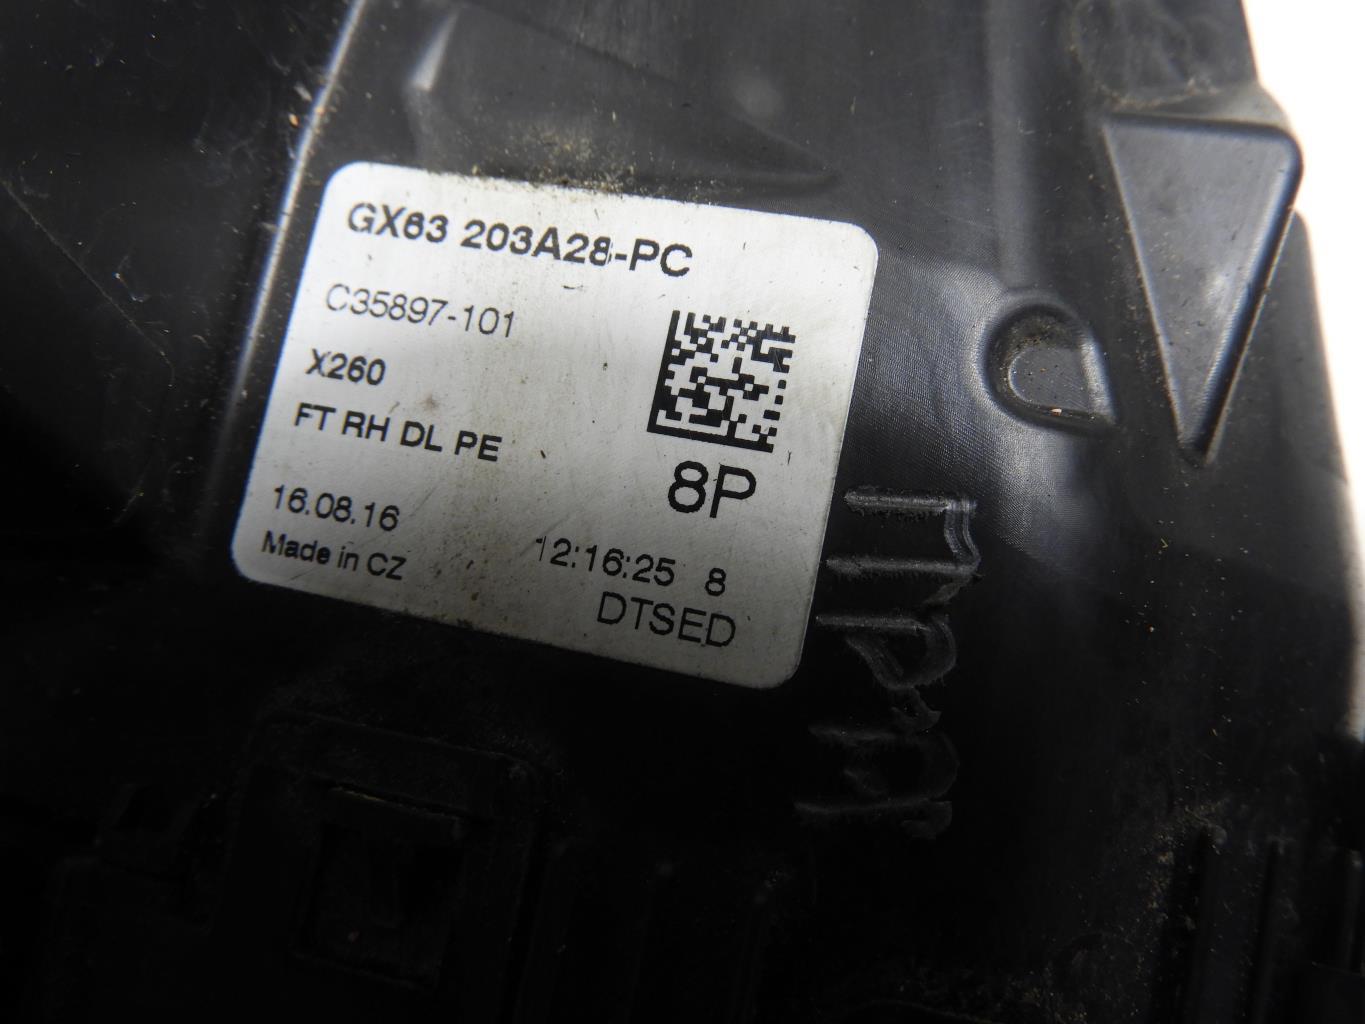 GX63 203A28-PC
C35897-101
X260
FT RH DL PE
8P
16.08.16
12:16:25 8
Made in CZ
DTSED